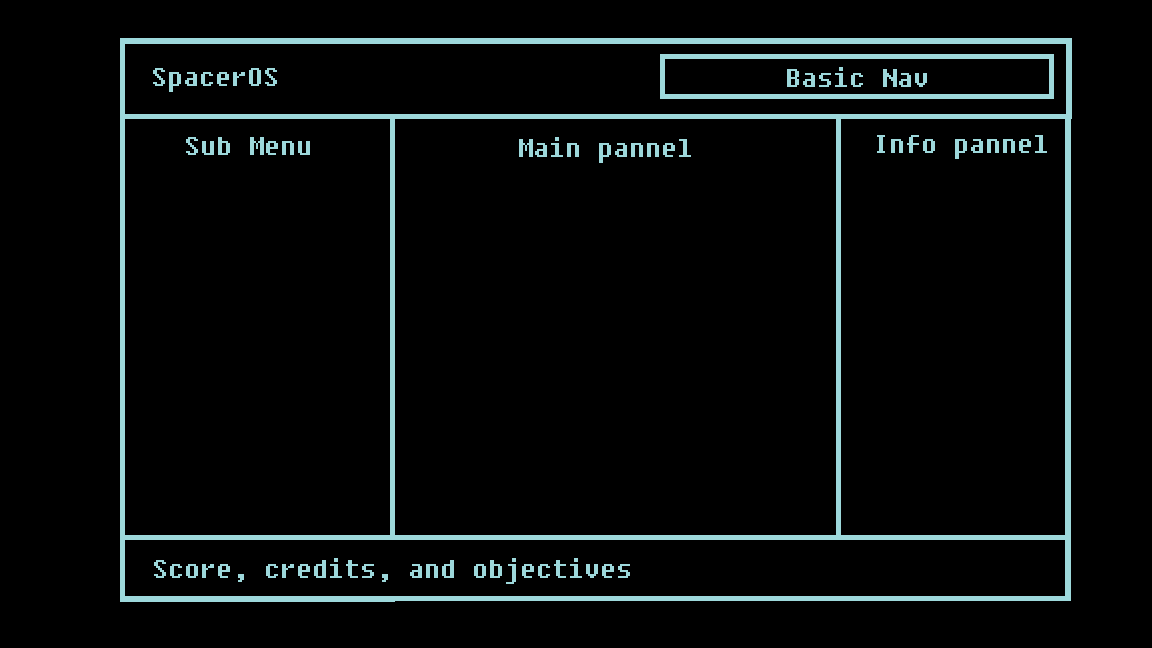 SpacerOS
Basic Nav
Sub Menu
Main pannel
Info pannel
Score, credits, and objectives